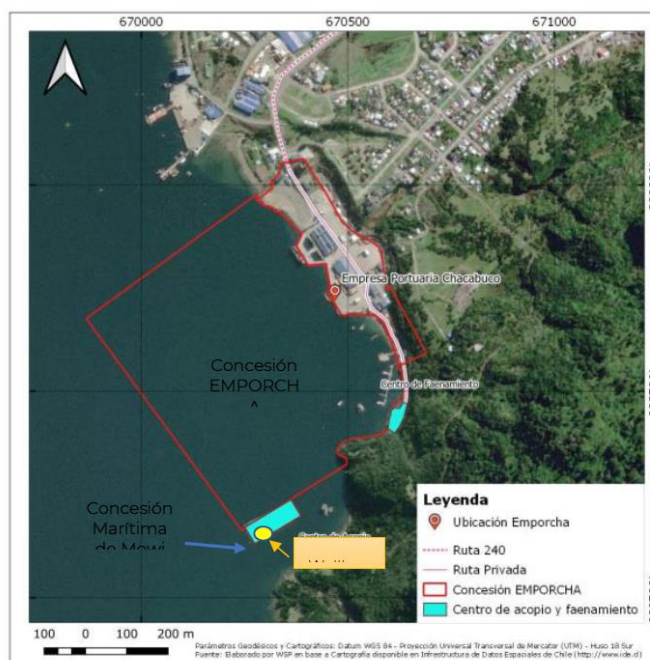 670000 670500 671000
Empresa Portuaria Chacabuco
Concesión
EMPORCH
Centro de Faenamiento
Concesión
Marítima
de Mowi
Leyenda
Ubicación Emporcha
Ruta 240
Ruta Privada
Concesión EMPORCHA
Centro de acopio y faenamiento
100 0 100 200 m
Parámetros Geodésicos y Cartográficos: Datum WGS 84 - Proyección Universal Transversal de Mercator (UTM) - Huso 18 Sur
Fuente: Elaborado por WSP en base a Cartografía disponible en Infraestructura de Datos Espaciales de Chile (http://www.ide.cl)